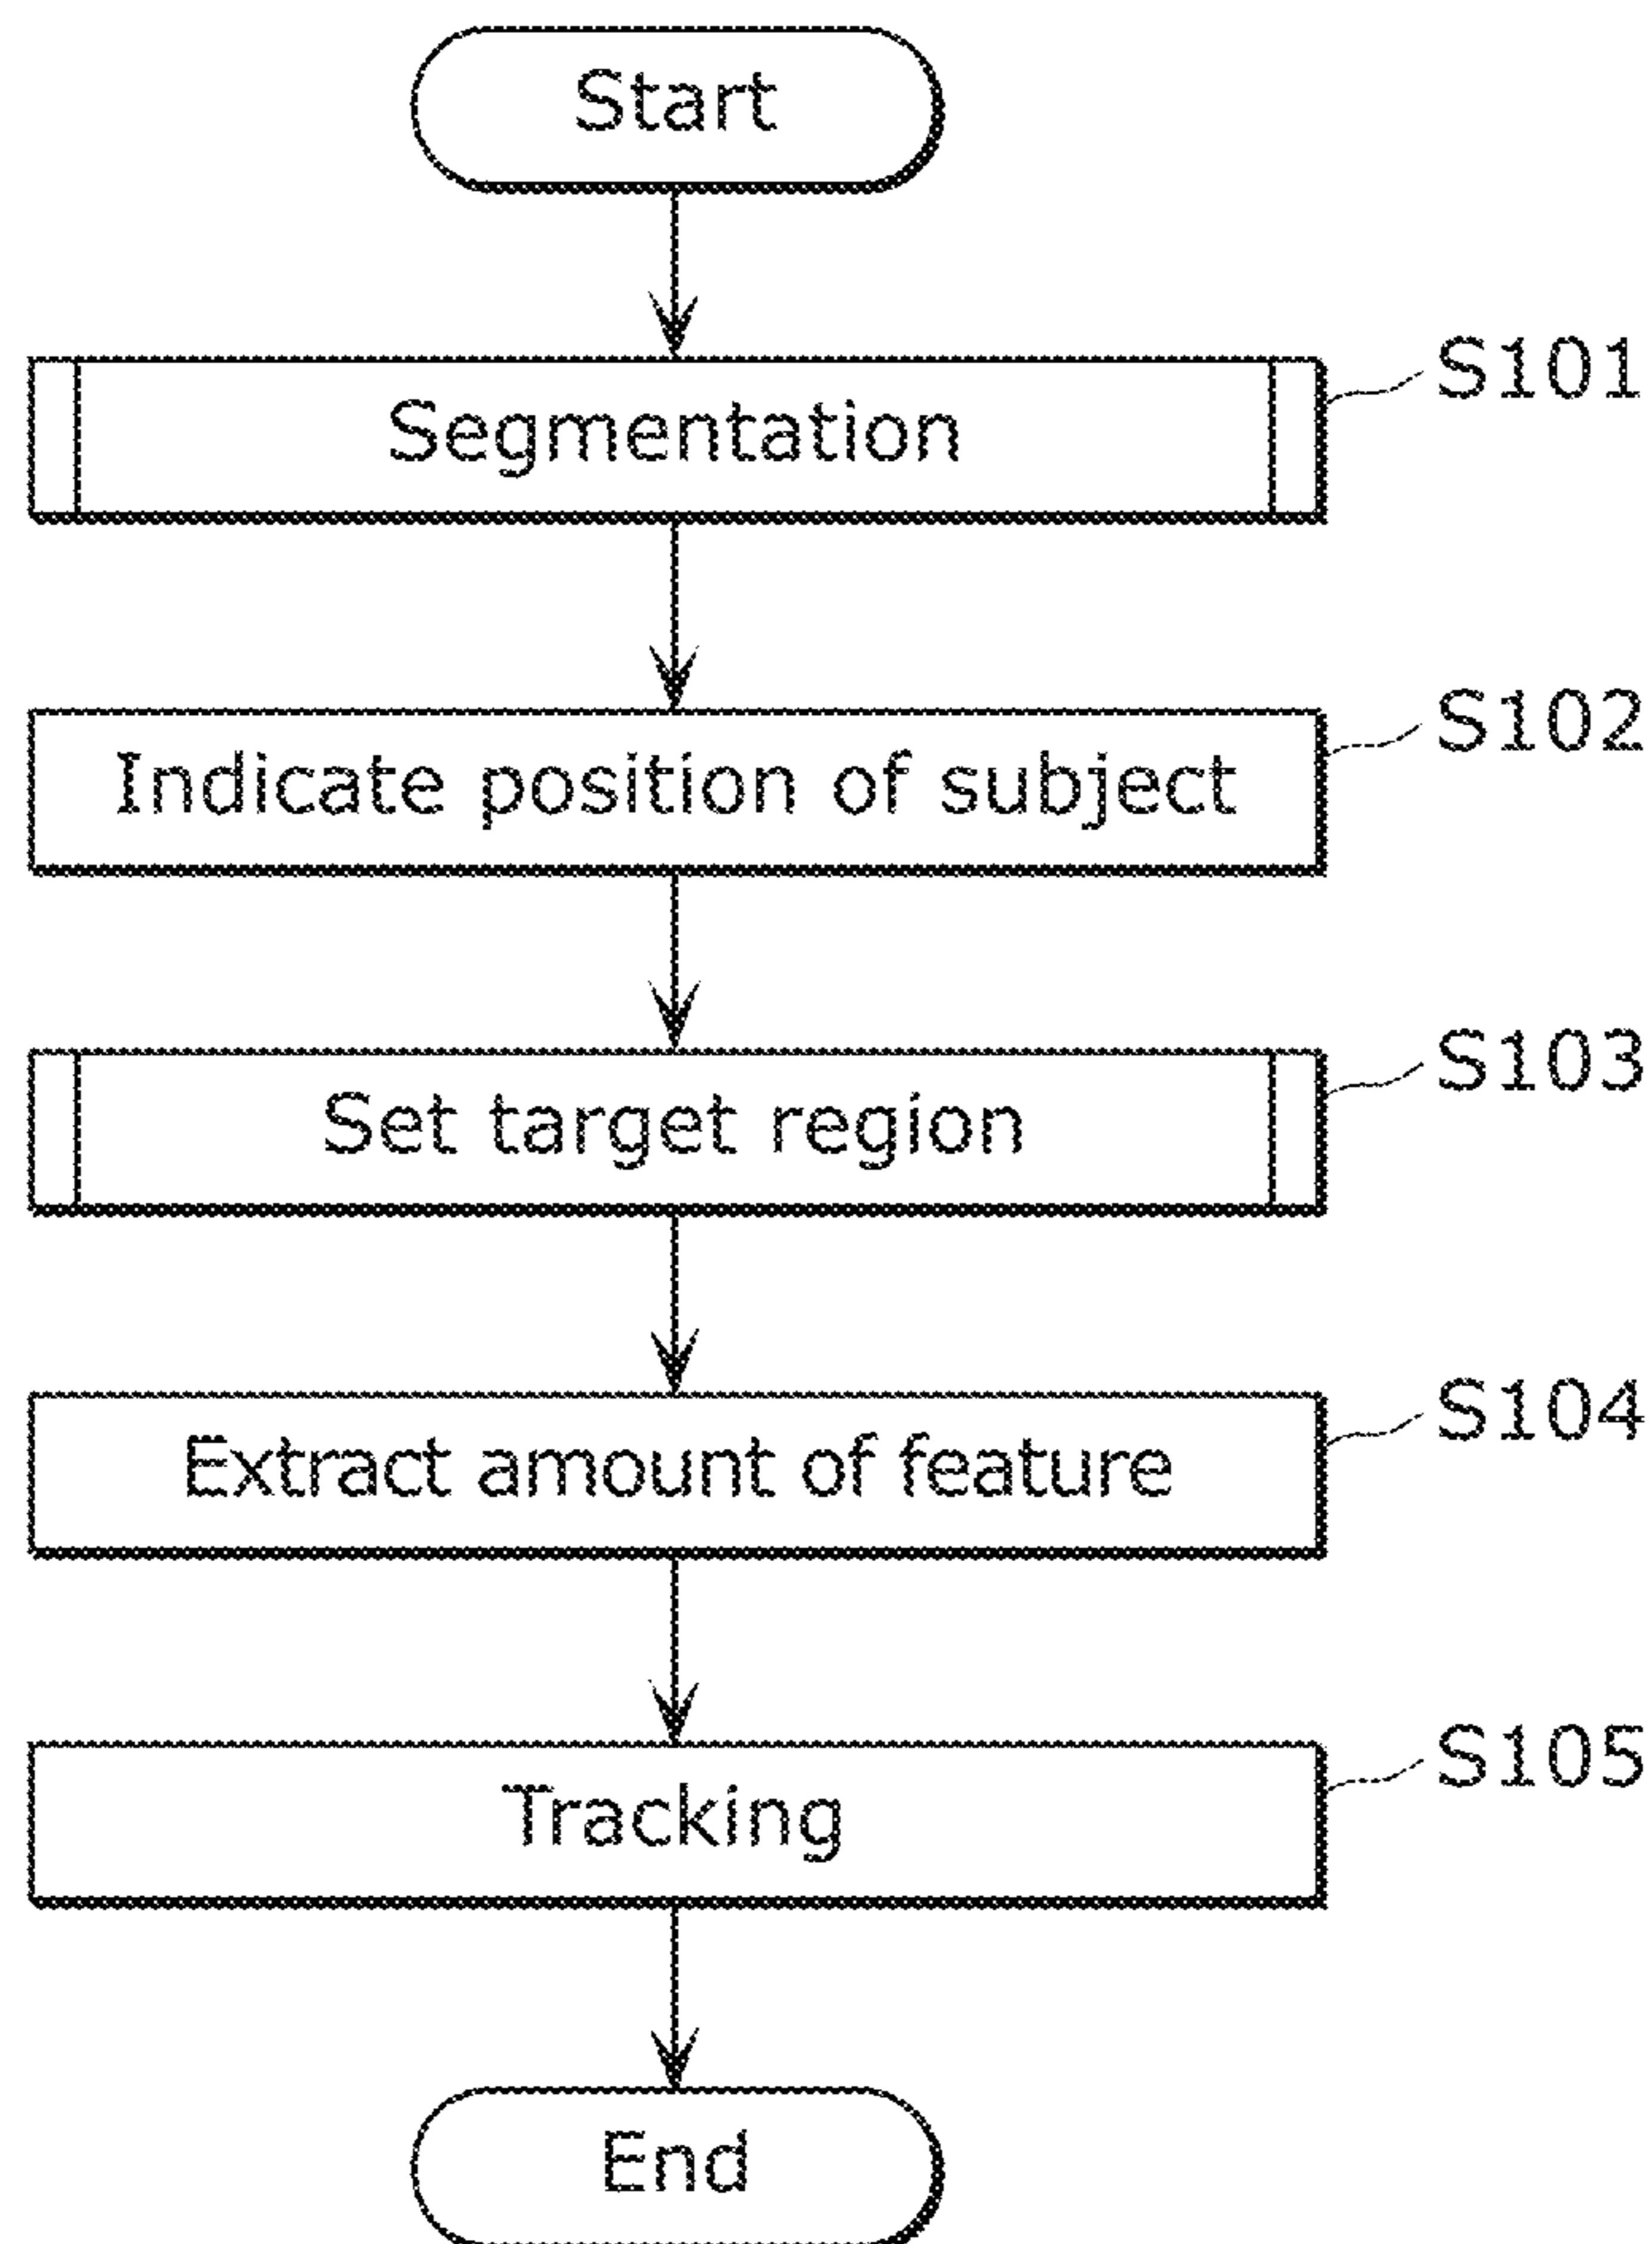 Start
Segmentation
S101
Indicate position of subject
S102
Set target region
S103
Extract amount of feature
S104
Tracking
S105
End